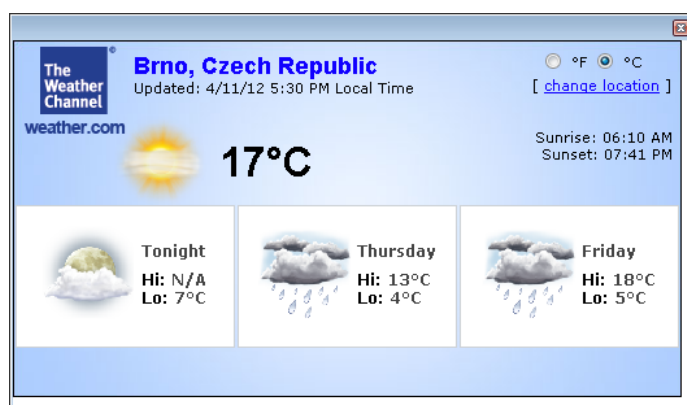 The
Weather
Channel
weather.com
Brno, Czech Republic
Updated: 4/11/12 5:30 PM Local Time
°F °C
[ change location ]
17°C
Sunrise: 06:10 AM
Sunset: 07:41 PM
Tonight
Hi: N/A
Lo: 7°C
Thursday
Hi: 13°C
Lo: 4°C
Friday
Hi: 18°C
Lo: 5°C